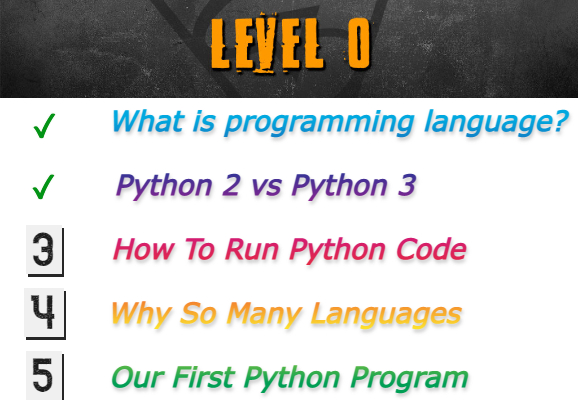 LEVEL 0
✓ What is programming language?
✓ Python 2 vs Python 3
3 How To Run Python Code
4 Why So Many Languages
5 Our First Python Program